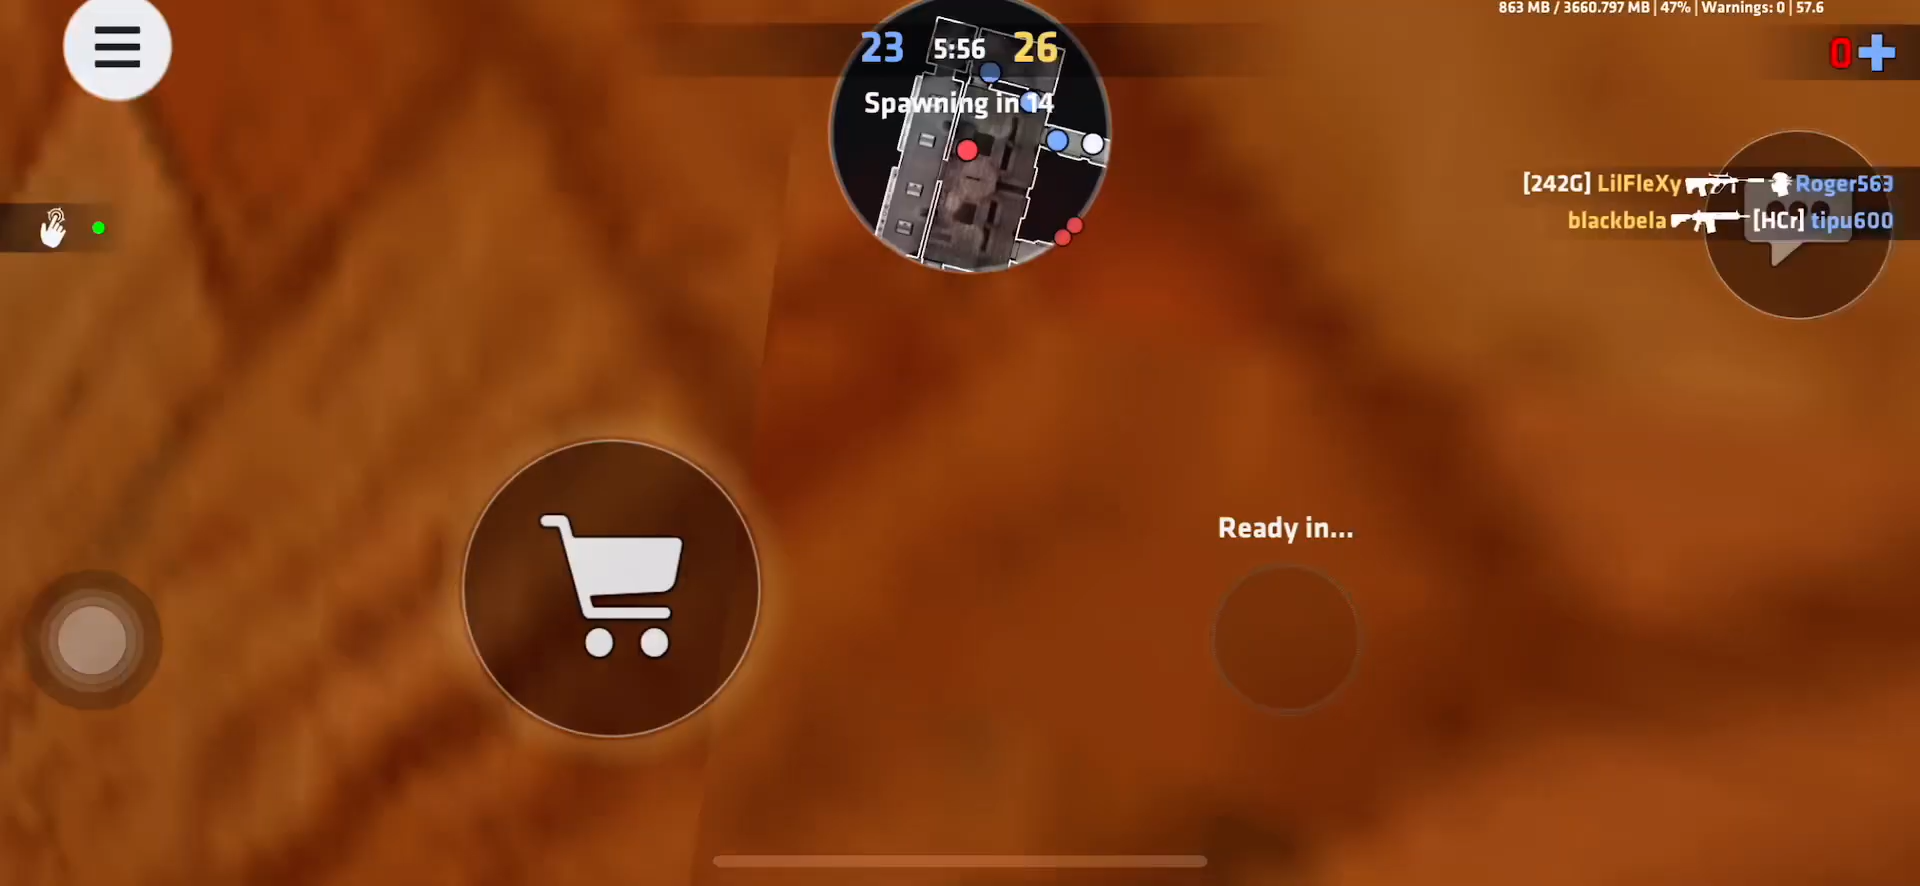 863 MB / 3660.797 MB | 47% | Warnings: 0 | 57.6
23 5:56 26
0
Spawning in 14
[242G] LilFleXy Roger563
blackbela [HCr] tipu600
Ready in...